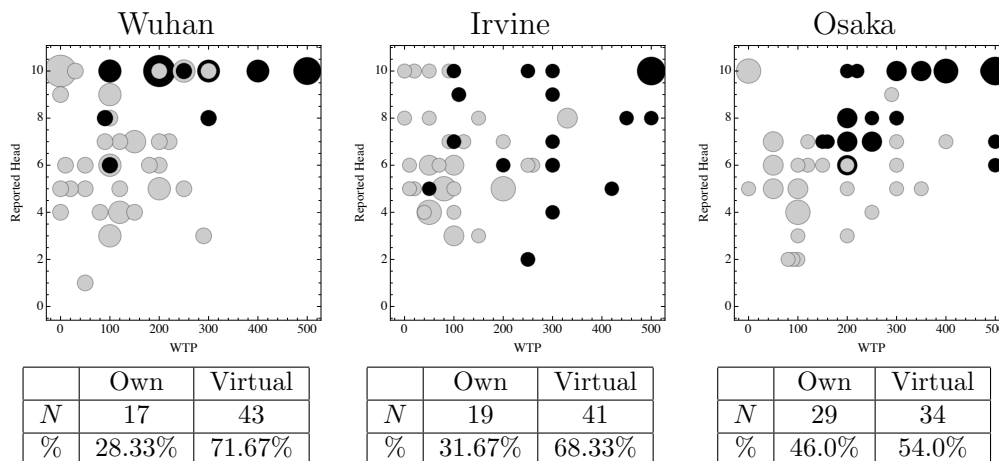 Wuhan Irvine Osaka
10 10 10
8 8 8
6 6 6
4 4 4
2 2 2
0 0 0
Reported Head Reported Head Reported Head
0 100 200 300 400 500 0 100 200 300 400 500 0 100 200 300 400 500
WTP WTP WTP
Own Virtual Own Virtual Own Virtual
N 17 43 N 19 41 N 29 34
% 28.33% 71.67% % 31.67% 68.33% % 46.0% 54.0%